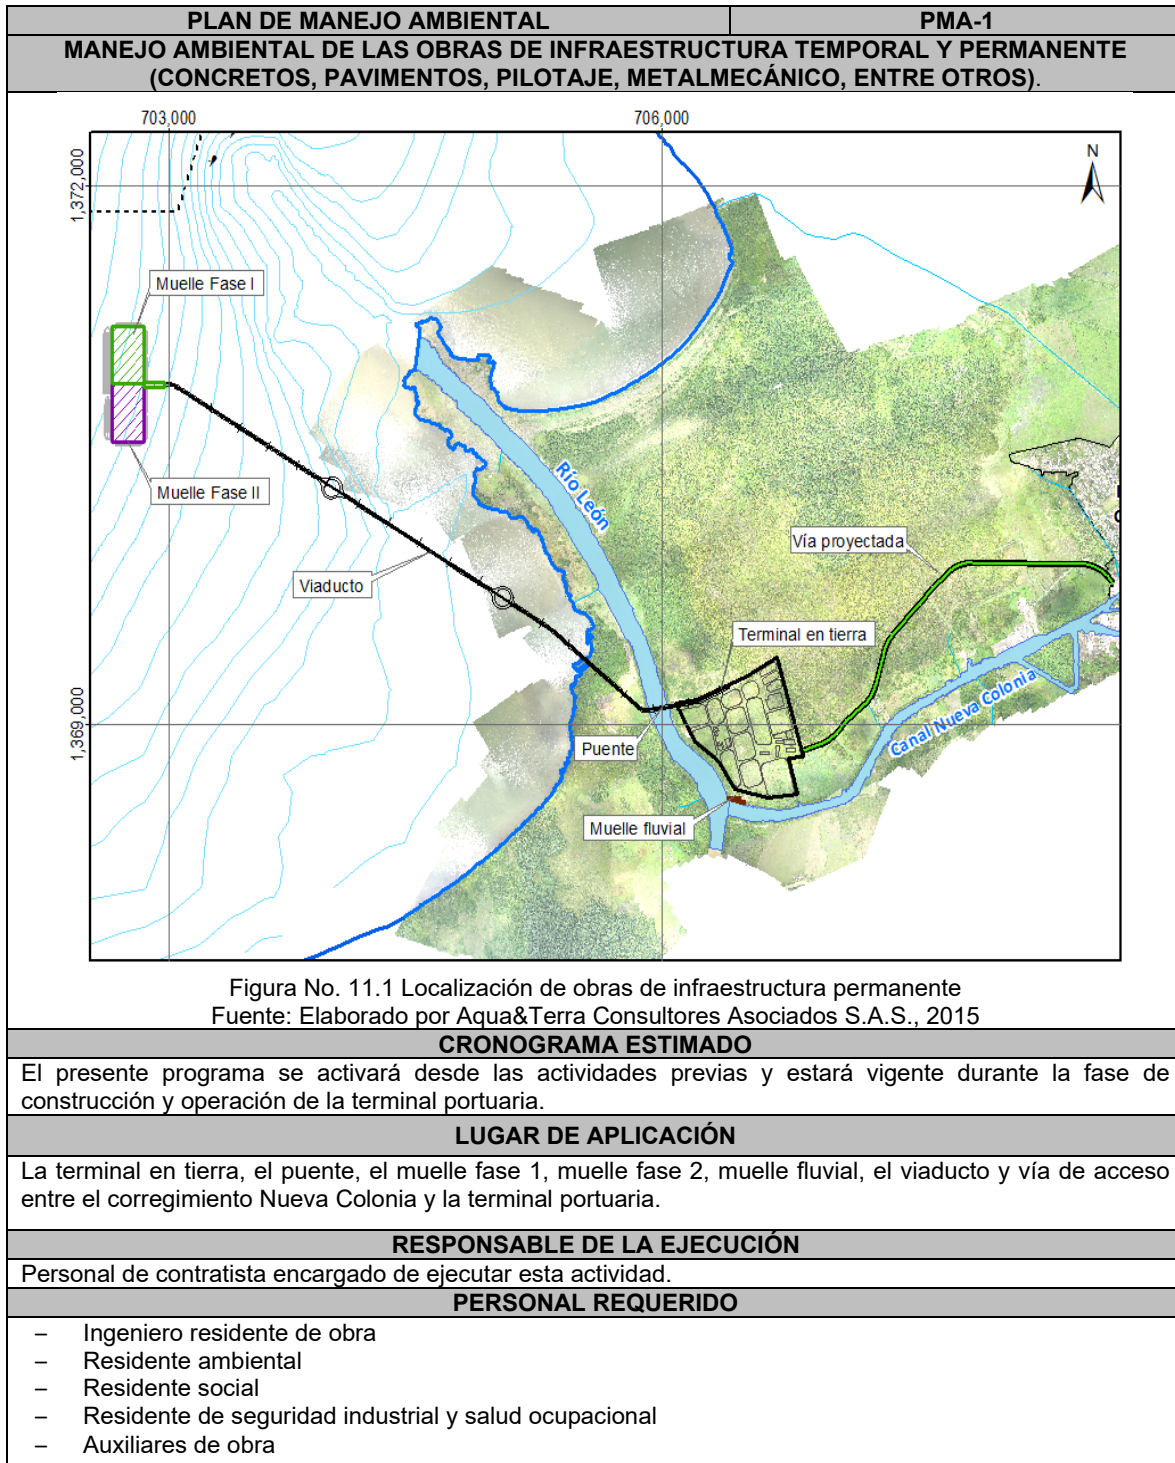 PLAN DE MANEJO AMBIENTAL
PMA-1
MANEJO AMBIENTAL DE LAS OBRAS DE INFRAESTRUCTURA TEMPORAL Y PERMANENTE
(CONCRETOS, PAVIMENTOS, PILOTAJE, METALMECÁNICO, ENTRE OTROS).
703,000
706,000
1,372,000
N
Muelle Fase I
Muelle Fase II
Río León
Vía proyectada
Viaducto
Terminal en tierra
1,369,000
Canal Nueva Colonia
Puente
Muelle fluvial
Figura No. 11.1 Localización de obras de infraestructura permanente
Fuente: Elaborado por Aqua&Terra Consultores Asociados S.A.S., 2015
CRONOGRAMA ESTIMADO
El presente programa se activará desde las actividades previas y estará vigente durante la fase de
construcción y operación de la terminal portuaria.
LUGAR DE APLICACIÓN
La terminal en tierra, el puente, el muelle fase 1, muelle fase 2, muelle fluvial, el viaducto y vía de acceso
entre el corregimiento Nueva Colonia y la terminal portuaria.
RESPONSABLE DE LA EJECUCIÓN
Personal de contratista encargado de ejecutar esta actividad.
PERSONAL REQUERIDO
– Ingeniero residente de obra
– Residente ambiental
– Residente social
– Residente de seguridad industrial y salud ocupacional
– Auxiliares de obra